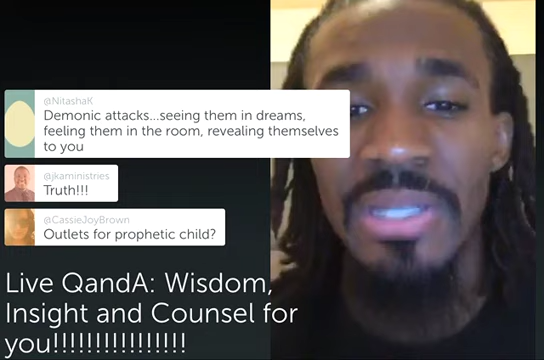 @NitashaK
Demonic attacks...seeing them in dreams,
feeling them in the room, revealing themselves
to you
@jkaministries
Truth!!!
@CassieJoyBrown
Outlets for prophetic child?
Live QandA: Wisdom,
Insight and Counsel for
you!!!!!!!!!!!!!!!!